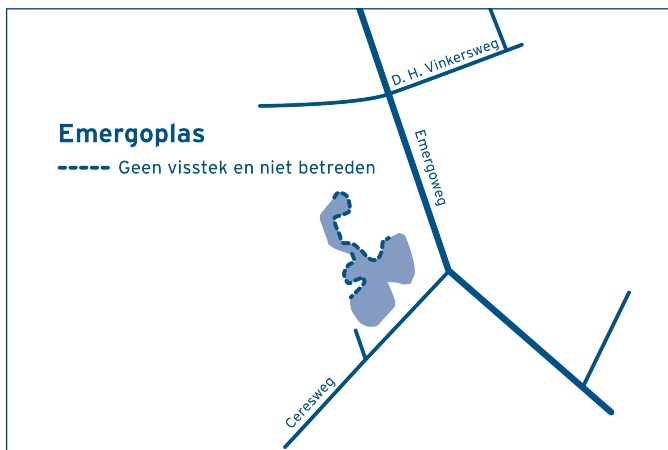 D. H. Vinkersweg
Emergoplas
Geen visstek en niet betreden
Emergoweg
Ceresweg